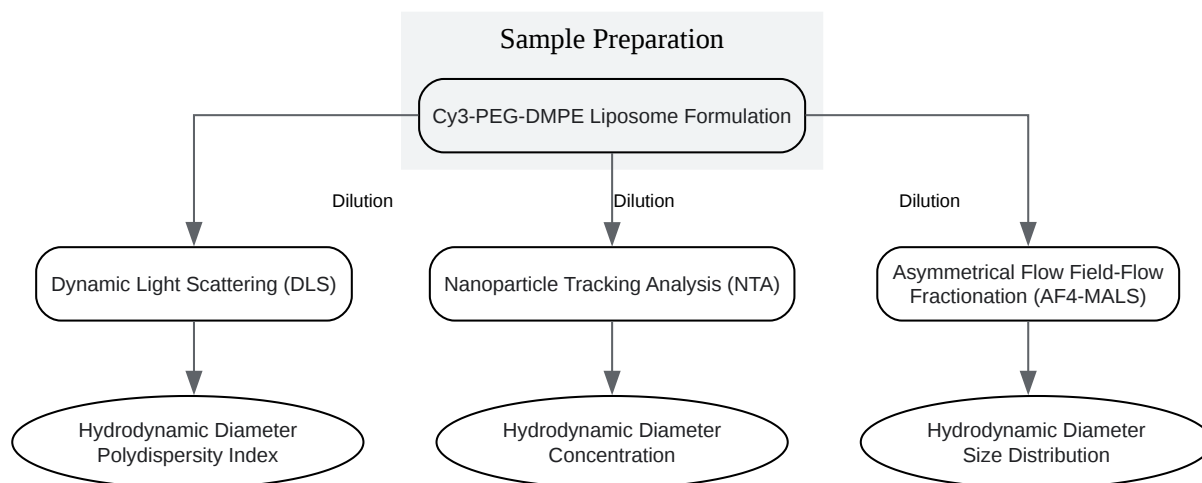 Sample Preparation
Cy3-PEG-DMPE Liposome Formulation
Dilution
Dilution
Dilution
Dynamic Light Scattering (DLS)
Nanoparticle Tracking Analysis (NTA)
Asymmetrical Flow Field-Flow
Fractionation (AF4-MALS)
Hydrodynamic Diameter
Polydispersity Index
Hydrodynamic Diameter
Concentration
Hydrodynamic Diameter
Size Distribution